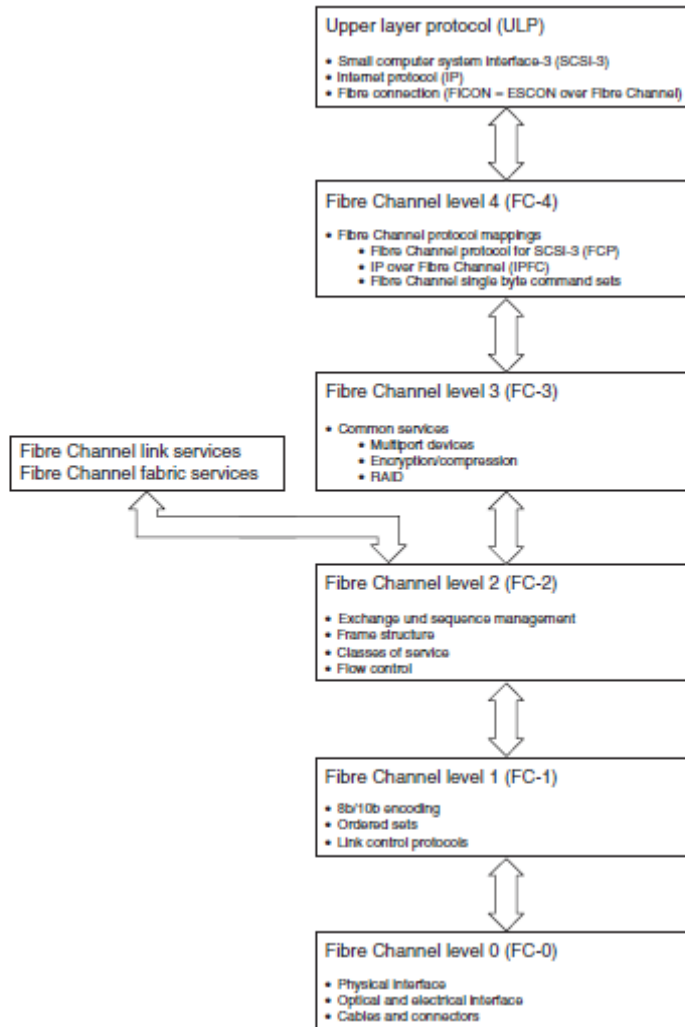 Upper layer protocol (ULP)
• Small computer system interface-3 (SCSI-3)
• Internet protocol (IP)
• Fibre connection (FICON = ESCON over Fibre Channel)
Fibre Channel level 4 (FC-4)
• Fibre Channel protocol mappings
• Fibre Channel protocol for SCSI-3 (FCP)
• IP over Fibre Channel (IPFC)
• Fibre Channel single byte command sets
Fibre Channel level 3 (FC-3)
• Common services
• Multiport devices
• Encryption/compression
• RAID
Fibre Channel link services
Fibre Channel fabric services
Fibre Channel level 2 (FC-2)
• Exchange und sequence management
• Frame structure
• Classes of service
• Flow control
Fibre Channel level 1 (FC-1)
• 8b/10b encoding
• Ordered sets
• Link control protocols
Fibre Channel level 0 (FC-0)
• Physical interface
• Optical and electrical interface
• Cables and connectors